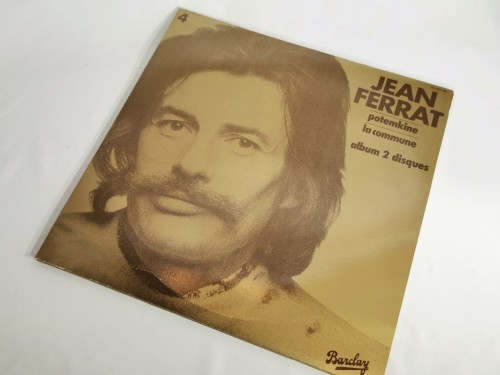 4
JEAN
FERRAT
potemkine
la commune
album 2 disques
Barclay